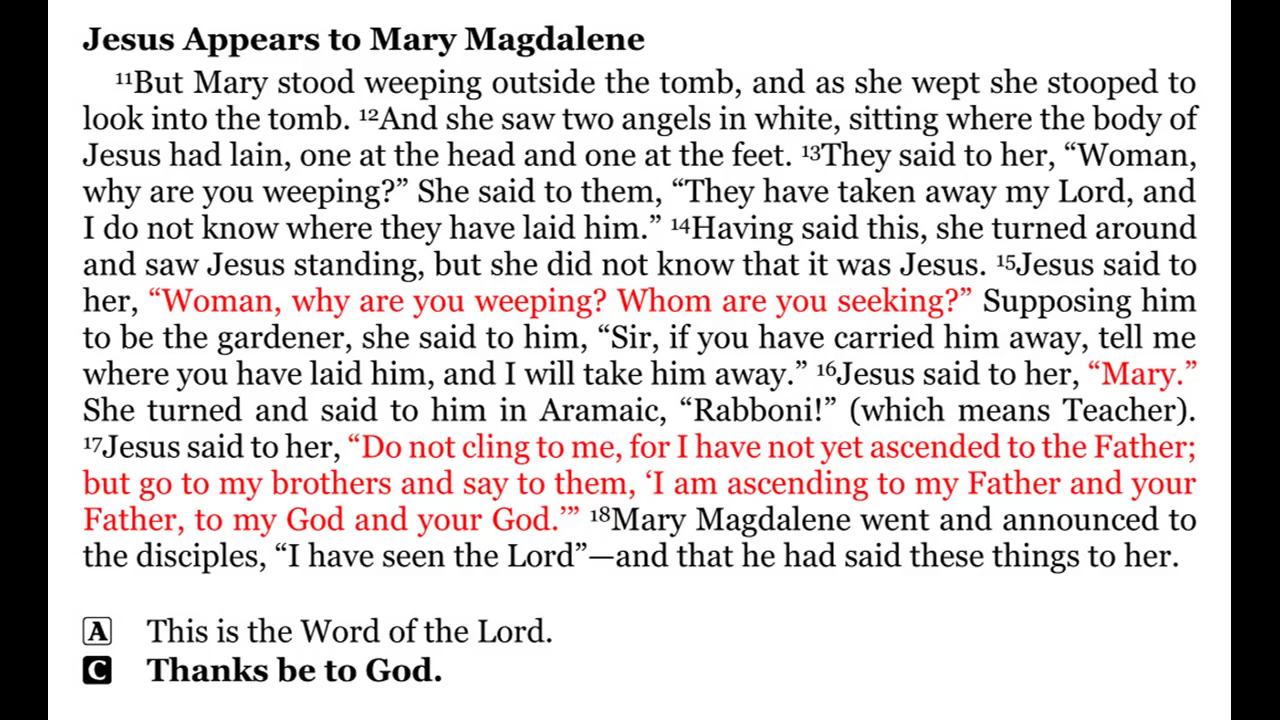 Jesus Appears to Mary Magdalene
¹¹But Mary stood weeping outside the tomb, and as she wept she stooped to
look into the tomb. ¹²And she saw two angels in white, sitting where the body of
Jesus had lain, one at the head and one at the feet. ¹³They said to her, “Woman,
why are you weeping?” She said to them, “They have taken away my Lord, and
I do not know where they have laid him.” ¹⁴Having said this, she turned around
and saw Jesus standing, but she did not know that it was Jesus. ¹⁵Jesus said to
her, “Woman, why are you weeping? Whom are you seeking?” Supposing him
to be the gardener, she said to him, “Sir, if you have carried him away, tell me
where you have laid him, and I will take him away.” ¹⁶Jesus said to her, “Mary.”
She turned and said to him in Aramaic, “Rabboni!” (which means Teacher).
¹⁷Jesus said to her, “Do not cling to me, for I have not yet ascended to the Father;
but go to my brothers and say to them, ‘I am ascending to my Father and your
Father, to my God and your God.’” ¹⁸Mary Magdalene went and announced to
the disciples, “I have seen the Lord”—and that he had said these things to her.
A This is the Word of the Lord.
C Thanks be to God.